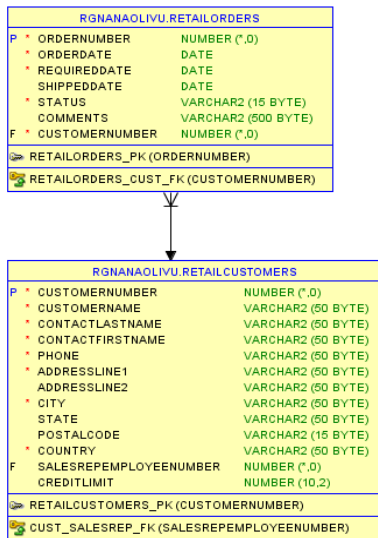 RGNANAOLIVU.RETAILORDERS
P * ORDERNUMBER NUMBER (*,0)
* ORDERDATE DATE
* REQUIREDDATE DATE
SHIPPEDDATE DATE
* STATUS VARCHAR2 (15 BYTE)
COMMENTS VARCHAR2 (500 BYTE)
F * CUSTOMERNUMBER NUMBER (*,0)
RETAILORDERS_PK (ORDERNUMBER)
RETAILORDERS_CUST_FK (CUSTOMERNUMBER)
RGNANAOLIVU.RETAILCUSTOMERS
P * CUSTOMERNUMBER NUMBER (*,0)
* CUSTOMERNAME VARCHAR2 (50 BYTE)
* CONTACTLASTNAME VARCHAR2 (50 BYTE)
* CONTACTFIRSTNAME VARCHAR2 (50 BYTE)
* PHONE VARCHAR2 (50 BYTE)
* ADDRESSLINE1 VARCHAR2 (50 BYTE)
ADDRESSLINE2 VARCHAR2 (50 BYTE)
* CITY VARCHAR2 (50 BYTE)
STATE VARCHAR2 (50 BYTE)
POSTALCODE VARCHAR2 (15 BYTE)
* COUNTRY VARCHAR2 (50 BYTE)
F SALESREPEMPLOYEENUMBER NUMBER (*,0)
CREDITLIMIT NUMBER (10,2)
RETAILCUSTOMERS_PK (CUSTOMERNUMBER)
CUST_SALESREP_FK (SALESREPEMPLOYEENUMBER)